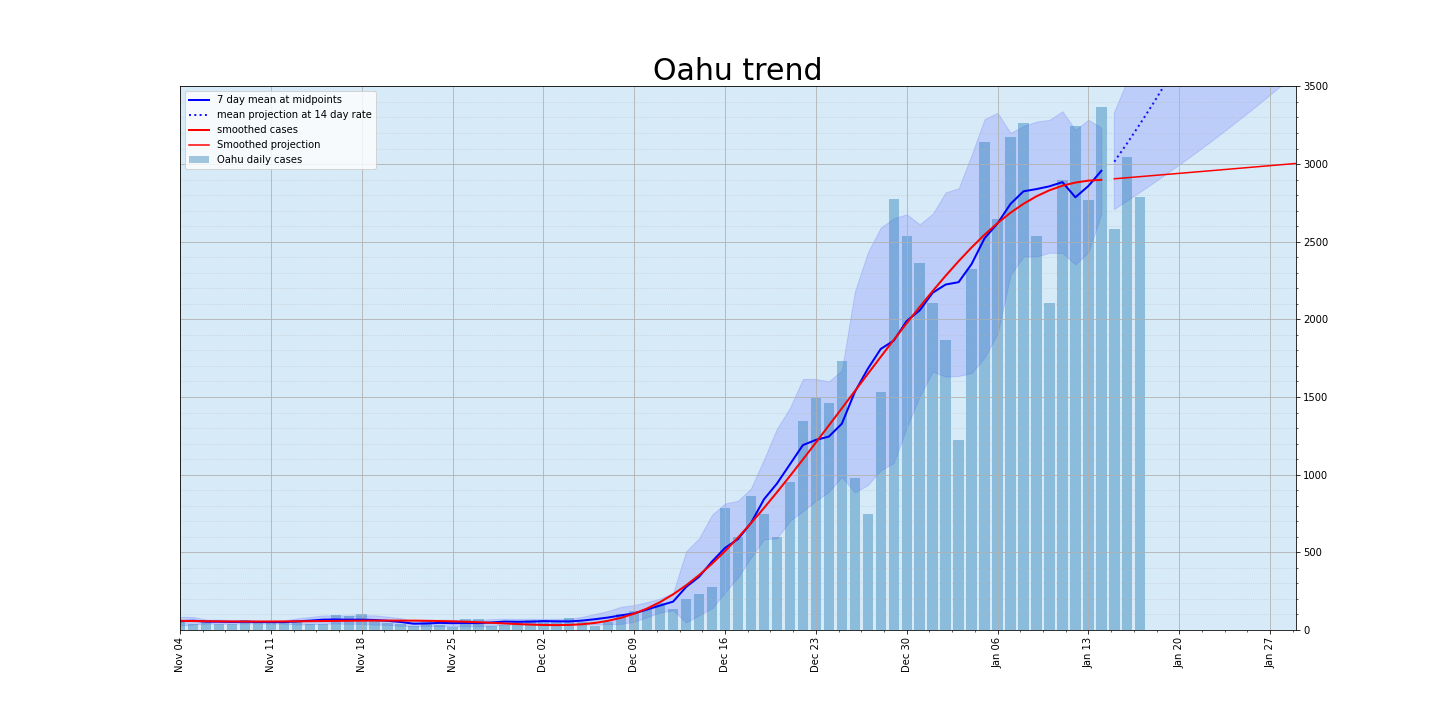 Oahu trend
7 day mean at midpoints
mean projection at 14 day rate
smoothed cases
Smoothed projection
Oahu daily cases
3500
3000
2500
2000
1500
1000
500
0
Nov 04
Nov 11
Nov 18
Nov 25
Dec 02
Dec 09
Dec 16
Dec 23
Dec 30
Jan 06
Jan 13
Jan 20
Jan 27